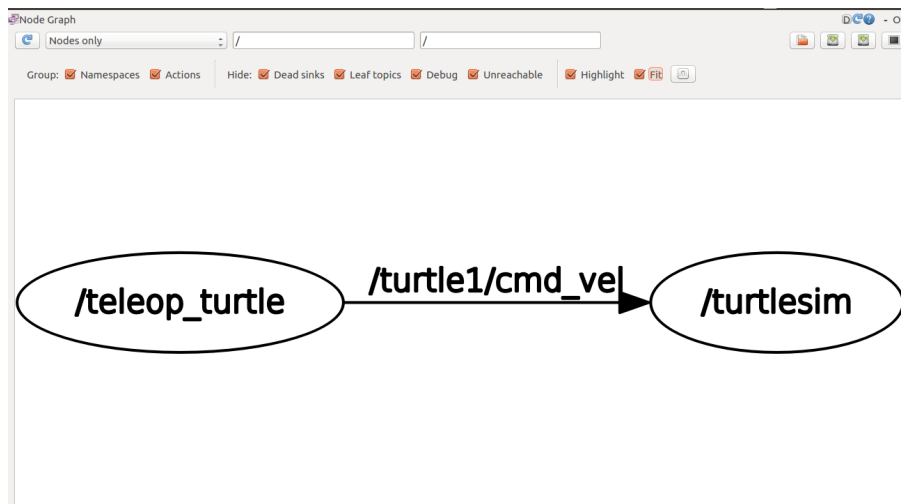 Node Graph
D - O
Nodes only / /
Group: Namespaces Actions Hide: Dead sinks Leaf topics Debug Unreachable Highlight Fit
/teleop_turtle /turtle1/cmd_vel /turtlesim